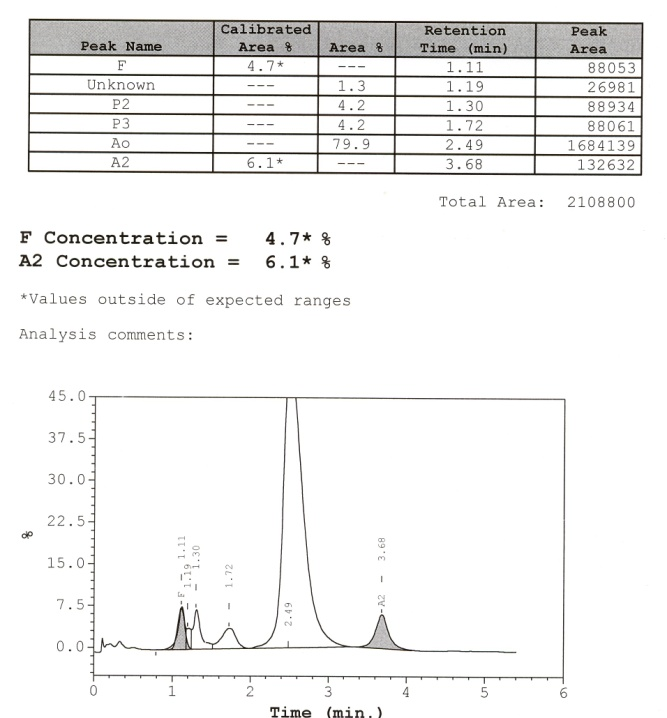 Peak Name Calibrated Area % Area % Retention Time (min) Peak Area
F 4.7* --- 1.11 88053
Unknown --- 1.3 1.19 26981
P2 --- 4.2 1.30 88934
P3 --- 4.2 1.72 88061
Ao --- 79.9 2.49 1684139
A2 6.1* --- 3.68 132632
Total Area: 2108800
F Concentration = 4.7* %
A2 Concentration = 6.1* %
*Values outside of expected ranges
Analysis comments:
45.0
37.5
30.0
22.5
%
15.0
7.5
0.0
F - 1.11
- 1.19
- 1.30
- 1.72
2.49
- A2 - 3.68
0 1 2 3 4 5 6
Time (min.)